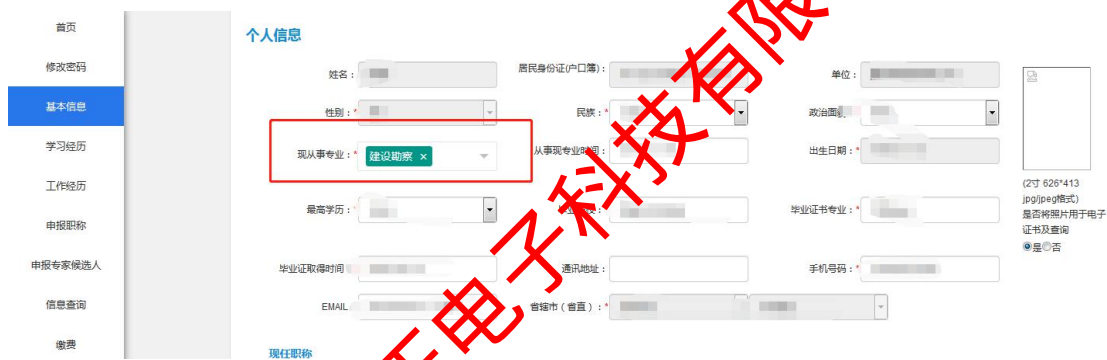 首页
修改密码
基本信息
学习经历
工作经历
申报职称
申报专家候选人
信息查询
缴费
个人信息
姓名：
居民身份证(户口簿)：
单位：
性别：*
民族：*
政治面
现从事专业：* 建设勘察 ×
从事现专业时间：
出生日期：*
(2寸 626*413
jpg/jpeg格式)
是否将照片用于电子
证书及查询
是 否
最高学历：
毕业证书专业：*
毕业证取得时间
通讯地址：
手机号码：*
EMAIL
省辖市（省直）：*
现任职称
电子科技有限